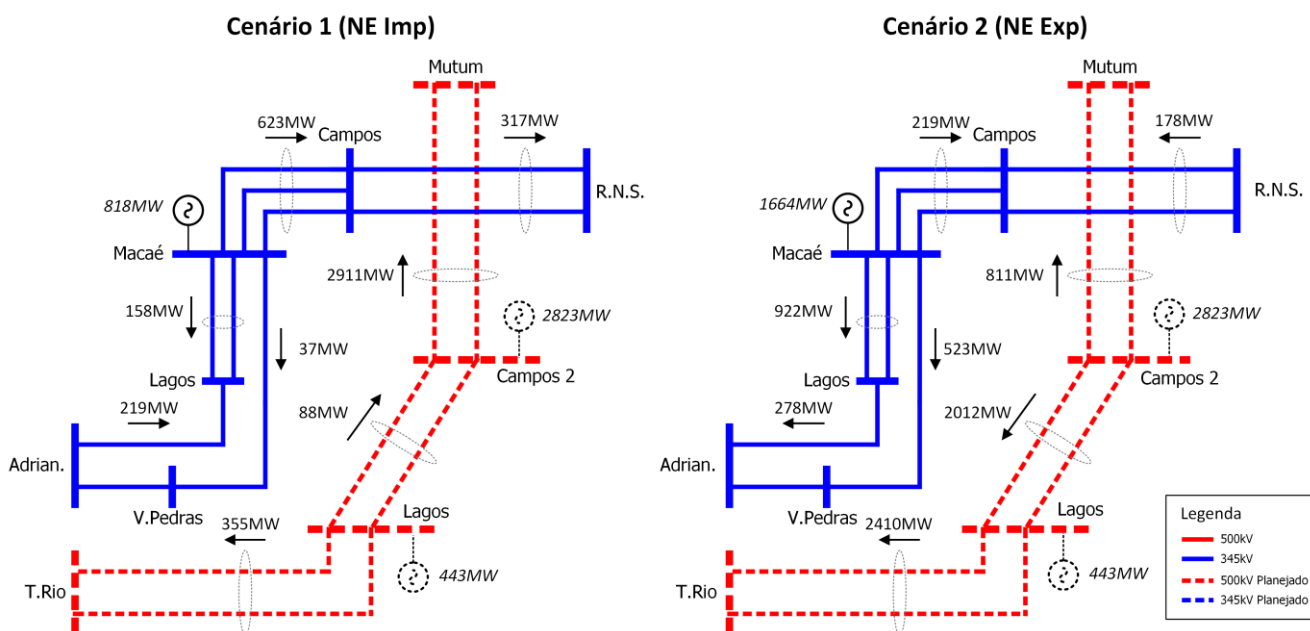 Cenário 1 (NE Imp)
Mutum
623MW
Campos
317MW
R.N.S.
818MW
Macaé
2911MW
2823MW
158MW
37MW
Lagos
Campos 2
219MW
88MW
Adrian.
V.Pedras
Lagos
355MW
443MW
T.Rio
Cenário 2 (NE Exp)
Mutum
219MW
Campos
178MW
R.N.S.
1664MW
Macaé
811MW
2823MW
922MW
523MW
Lagos
Campos 2
278MW
2012MW
Adrian.
V.Pedras
Lagos
2410MW
443MW
T.Rio
Legenda
500kV
345kV
500kV Planejado
345kV Planejado